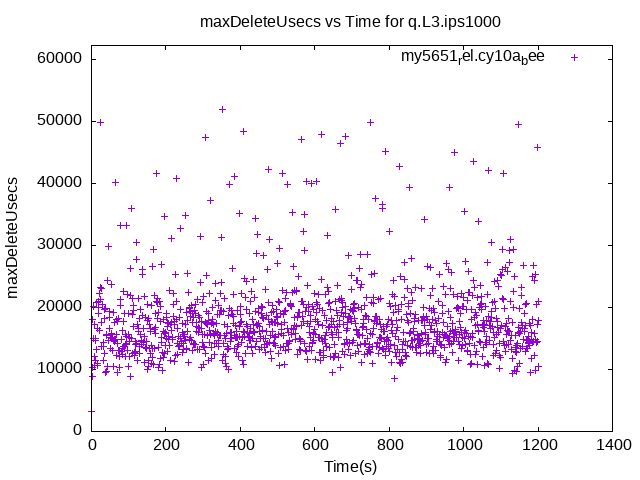 maxDeleteUsecs vs Time for q.L3.ips1000
my5651rel.cy10abee
maxDeleteUsecs
60000
50000
40000
30000
20000
10000
0
0 200 400 600 800 1000 1200 1400
Time(s)